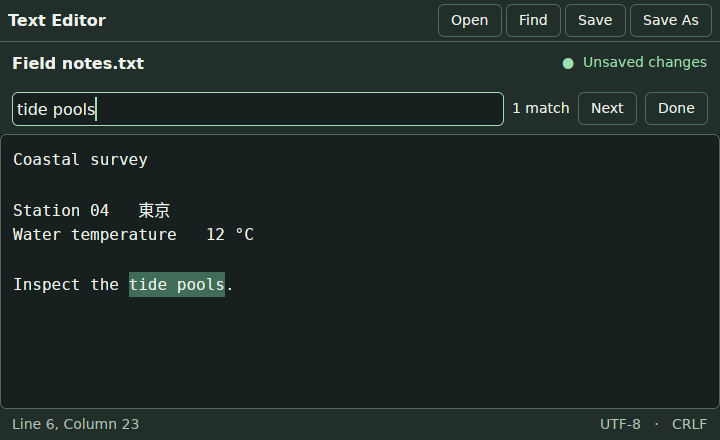 Text Editor Open Find Save Save As
Field notes.txt Unsaved changes
tide pools 1 match Next Done
Coastal survey
Station 04   東京
Water temperature   12 °C
Inspect the tide pools.
Line 6, Column 23 UTF-8 · CRLF